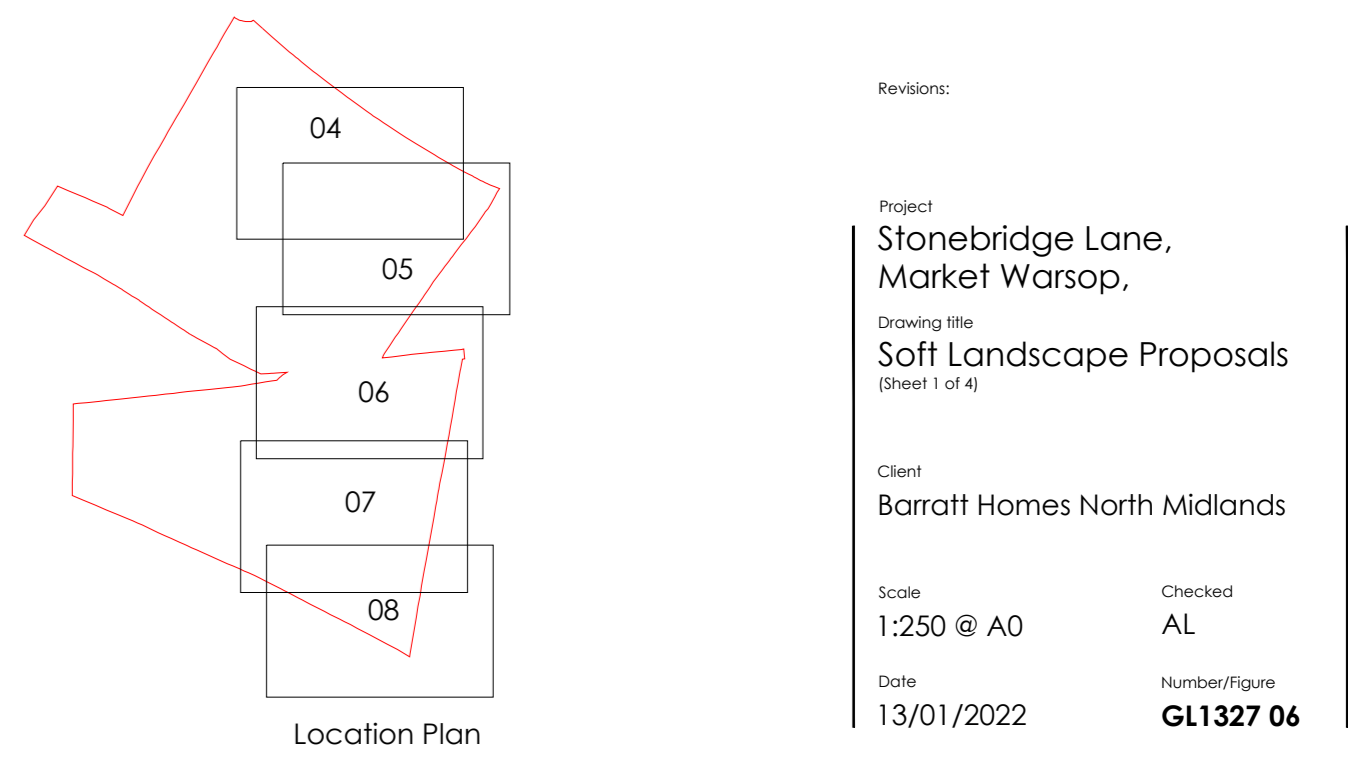 04
05
06
07
08
Location Plan
Revisions:
Project
Stonebridge Lane,
Market Warsop,
Drawing title
Soft Landscape Proposals
(Sheet 1 of 4)
Client
Barratt Homes North Midlands
Scale
Checked
1:250 @ A0
AL
Date
Number/Figure
13/01/2022
GL1327 06